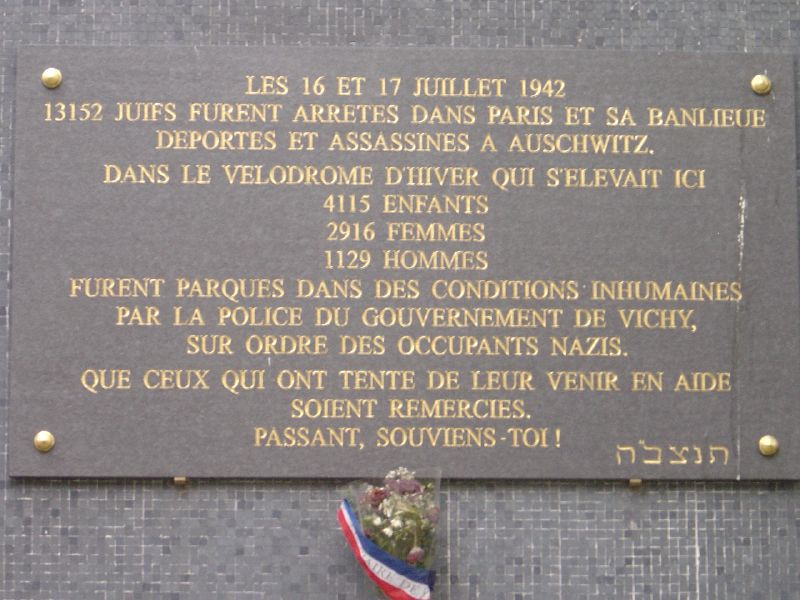 LES 16 ET 17 JUILLET 1942
13152 JUIFS FURENT ARRETES DANS PARIS ET SA BANLIEUE
DEPORTES ET ASSASSINES A AUSCHWITZ.
DANS LE VELODROME D'HIVER QUI S'ELEVAIT ICI
4115 ENFANTS
2916 FEMMES
1129 HOMMES
FURENT PARQUES DANS DES CONDITIONS INHUMAINES
PAR LA POLICE DU GOUVERNEMENT DE VICHY,
SUR ORDRE DES OCCUPANTS NAZIS.
QUE CEUX QUI ONT TENTE DE LEUR VENIR EN AIDE
SOIENT REMERCIES.
PASSANT, SOUVIENS-TOI !
תנצב״ה
DE